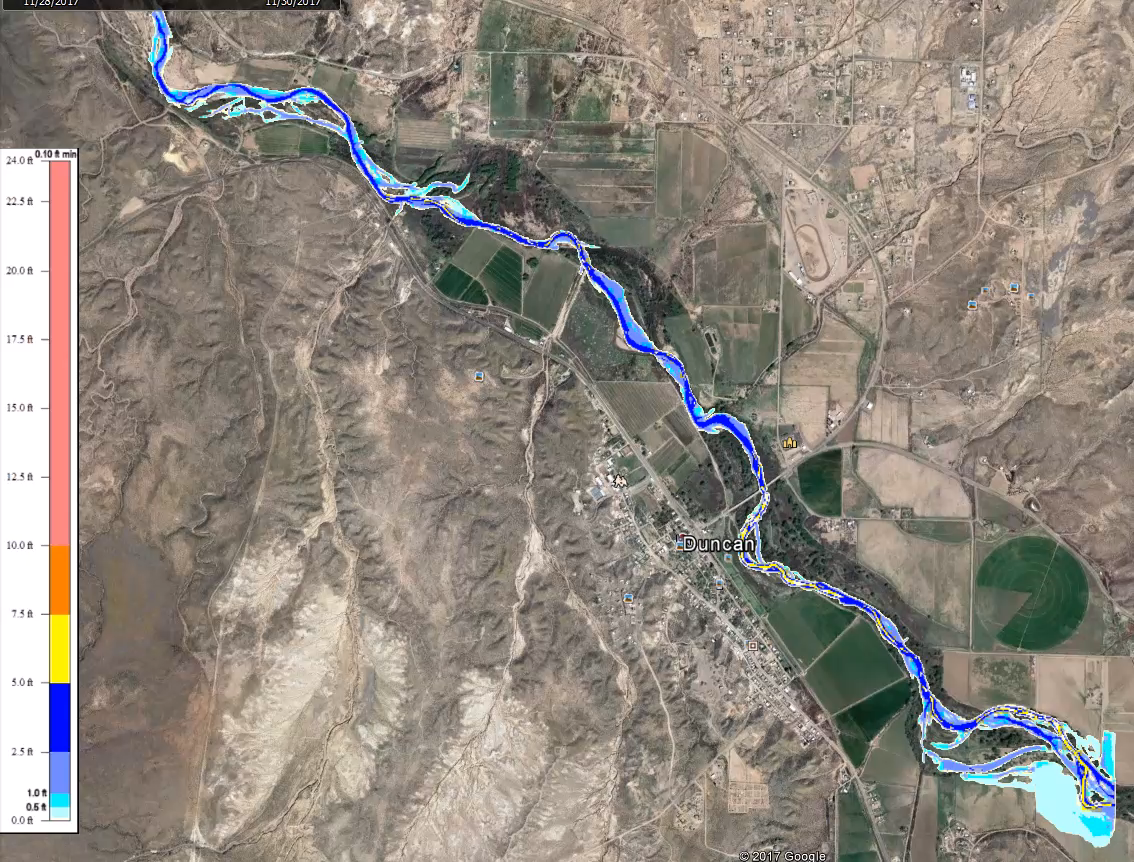 11/28/2017 11/30/2017
0.10 ft min
24.0 ft
22.5 ft
20.0 ft
17.5 ft
15.0 ft
12.5 ft
10.0 ft
7.5 ft
5.0 ft
2.5 ft
1.0 ft
0.5 ft
0.0 ft
Duncan
© 2017 Google